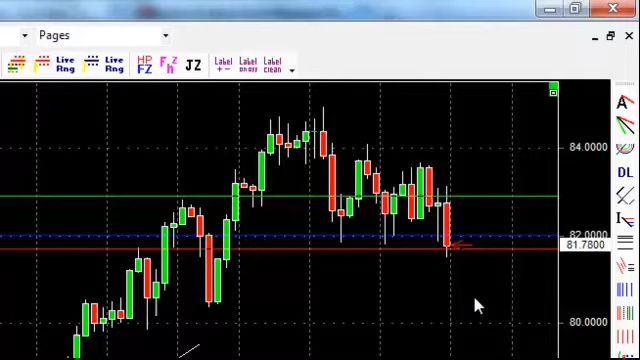 Pages
Live Rng Live Rng HP FZ Fhz JZ Label + - Label on off Label clean
A
DL
I
84.0000
82.0000
81.7800
80.0000